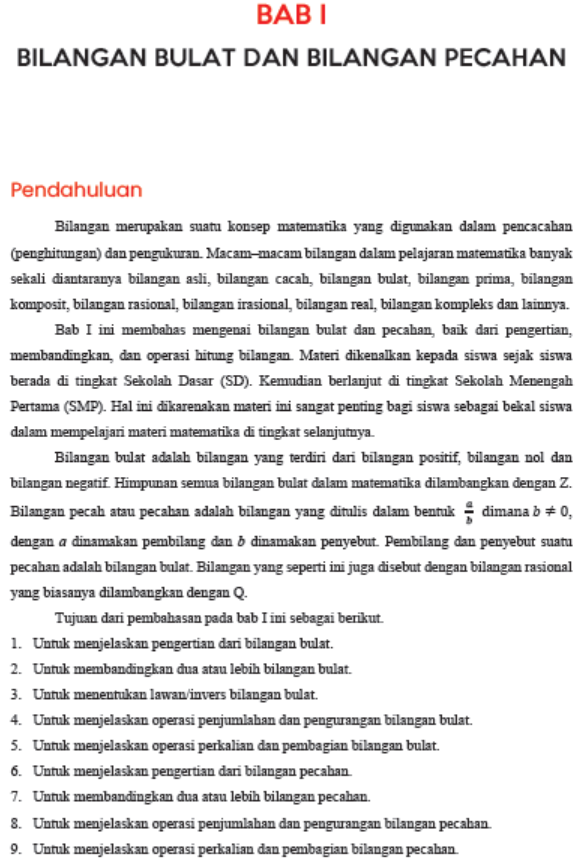 BAB I
BILANGAN BULAT DAN BILANGAN PECAHAN
Pendahuluan
Bilangan merupakan suatu konsep matematika yang digunakan dalam pencacahan
(penghitungan) dan pengukuran. Macam–macam bilangan dalam pelajaran matematika banyak
sekali diantaranya bilangan asli, bilangan cacah, bilangan bulat, bilangan prima, bilangan
komposit, bilangan rasional, bilangan irasional, bilangan real, bilangan kompleks dan lainnya.
Bab I ini membahas mengenai bilangan bulat dan pecahan, baik dari pengertian,
membandingkan, dan operasi hitung bilangan. Materi dikenalkan kepada siswa sejak siswa
berada di tingkat Sekolah Dasar (SD). Kemudian berlanjut di tingkat Sekolah Menengah
Pertama (SMP). Hal ini dikarenakan materi ini sangat penting bagi siswa sebagai bekal siswa
dalam mempelajari materi matematika di tingkat selanjutnya.
Bilangan bulat adalah bilangan yang terdiri dari bilangan positif, bilangan nol dan
bilangan negatif. Himpunan semua bilangan bulat dalam matematika dilambangkan dengan Z.
Bilangan pecah atau pecahan adalah bilangan yang ditulis dalam bentuk a/b dimana b ≠ 0,
dengan a dinamakan pembilang dan b dinamakan penyebut. Pembilang dan penyebut suatu
pecahan adalah bilangan bulat. Bilangan yang seperti ini juga disebut dengan bilangan rasional
yang biasanya dilambangkan dengan Q.
Tujuan dari pembahasan pada bab I ini sebagai berikut.
1. Untuk menjelaskan pengertian dari bilangan bulat.
2. Untuk membandingkan dua atau lebih bilangan bulat.
3. Untuk menentukan lawan/invers bilangan bulat.
4. Untuk menjelaskan operasi penjumlahan dan pengurangan bilangan bulat.
5. Untuk menjelaskan operasi perkalian dan pembagian bilangan bulat.
6. Untuk menjelaskan pengertian dari bilangan pecahan.
7. Untuk membandingkan dua atau lebih bilangan pecahan.
8. Untuk menjelaskan operasi penjumlahan dan pengurangan bilangan pecahan.
9. Untuk menjelaskan operasi perkalian dan pembagian bilangan pecahan.